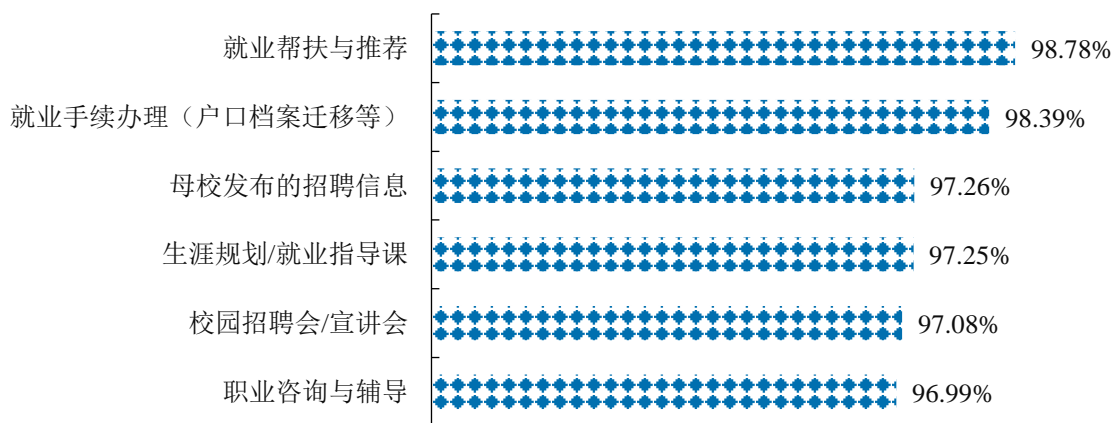 就业帮扶与推荐 98.78%
就业手续办理（户口档案迁移等） 98.39%
母校发布的招聘信息 97.26%
生涯规划/就业指导课 97.25%
校园招聘会/宣讲会 97.08%
职业咨询与辅导 96.99%